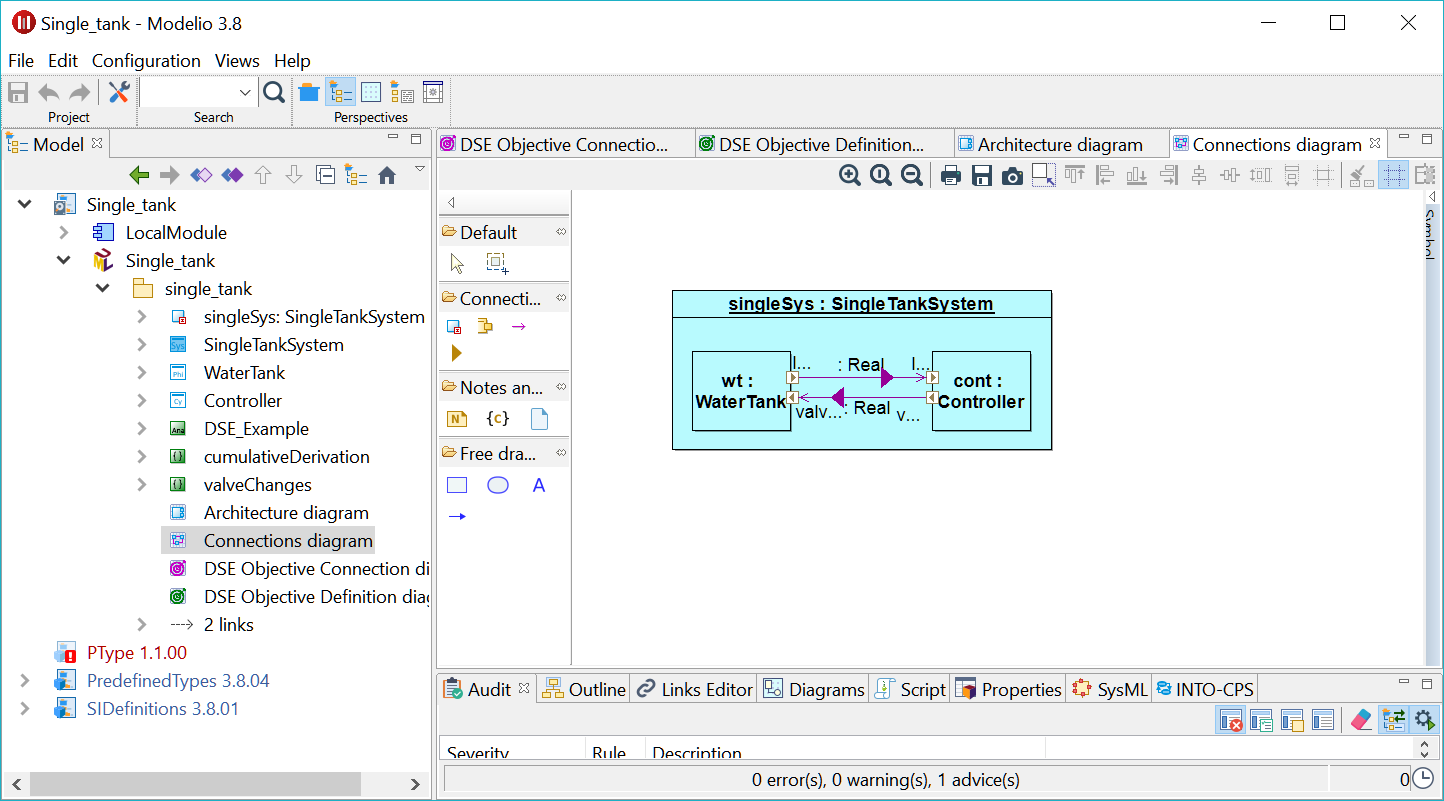 Single_tank - Modelio 3.8
File Edit Configuration Views Help
Project Search Perspectives
Model
Single_tank
LocalModule
Single_tank
single_tank
singleSys: SingleTankSystem
Sys SingleTankSystem
Phi WaterTank
Cy Controller
Ana DSE_Example
{} cumulativeDerivation
{} valveChanges
Architecture diagram
Connections diagram
DSE Objective Connection di
DSE Objective Definition diag
2 links
PType 1.1.00
PredefinedTypes 3.8.04
SIDefinitions 3.8.01
DSE Objective Connectio... DSE Objective Definition... Architecture diagram Connections diagram
Default
Connecti...
Notes an...
N {c}
Free dra...
A
singleSys : SingleTankSystem
l... : Real l...
wt :
WaterTank
cont :
Controller
valv... : Real v...
Symbol
Audit Outline Links Editor Diagrams Script Properties SysML INTO-CPS
Severity Rule Description
0 error(s), 0 warning(s), 1 advice(s) 0